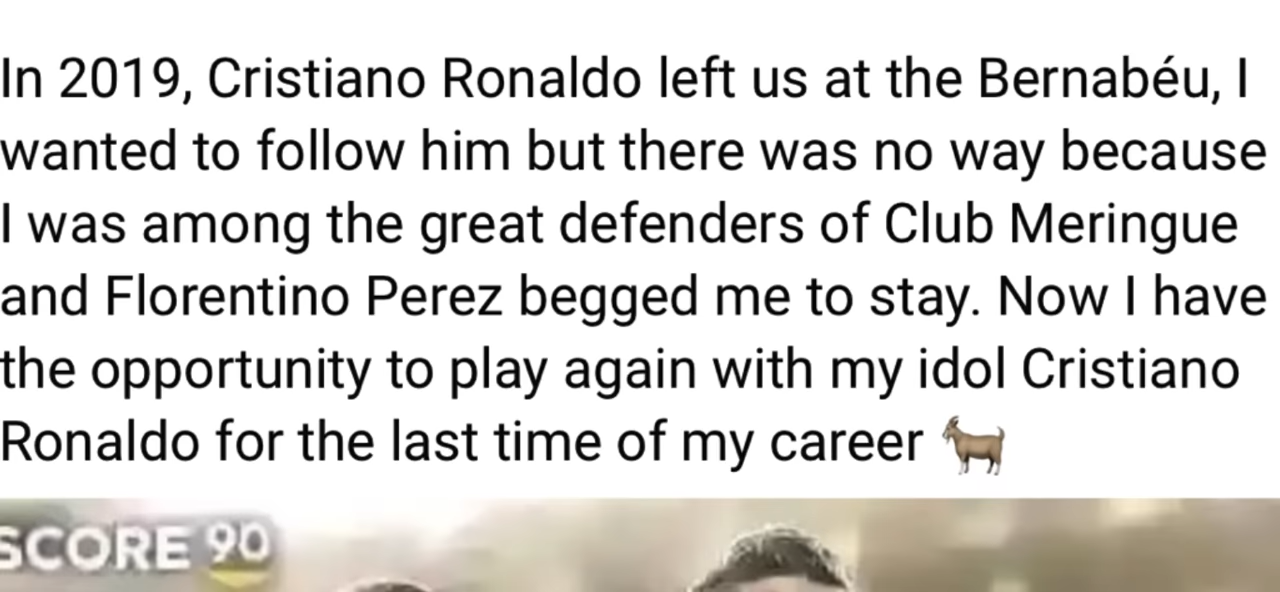 In 2019, Cristiano Ronaldo left us at the Bernabéu, I
wanted to follow him but there was no way because
I was among the great defenders of Club Meringue
and Florentino Perez begged me to stay. Now I have
the opportunity to play again with my idol Cristiano
Ronaldo for the last time of my career 🐐
SCORE 90